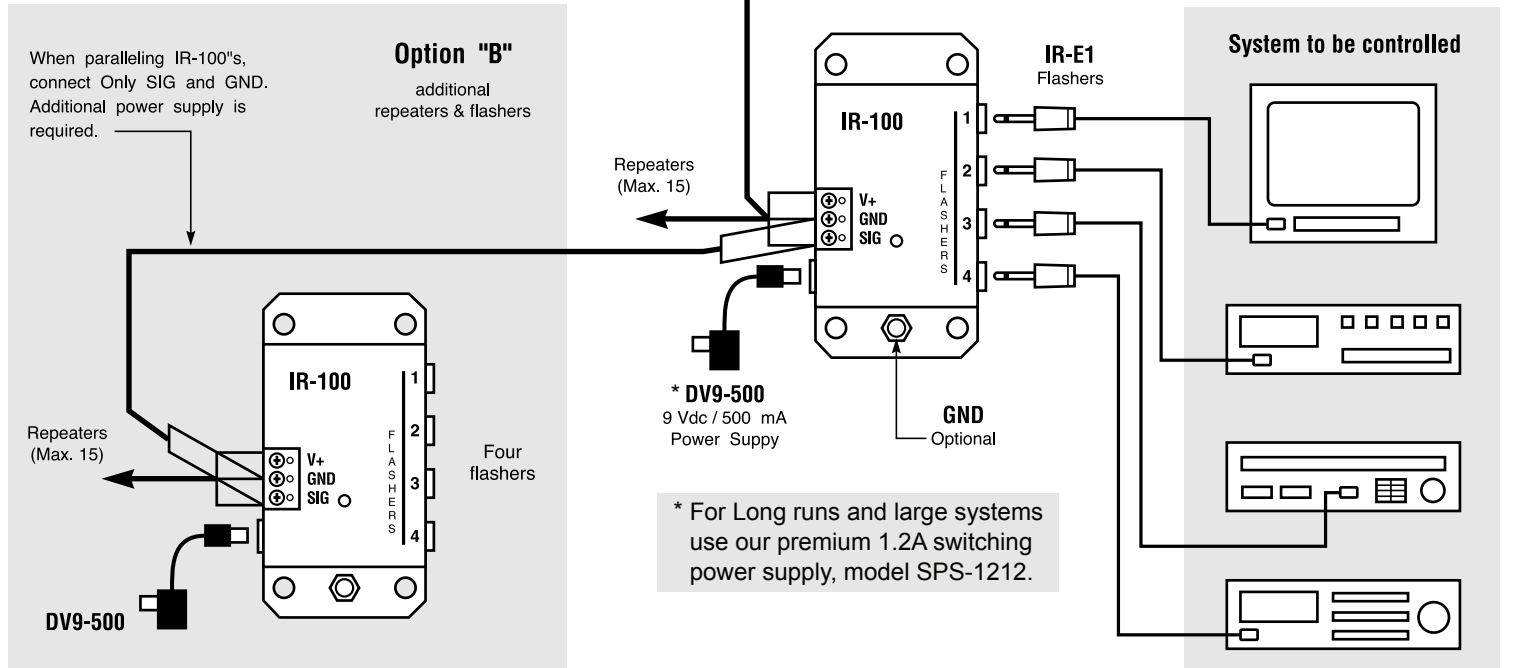 When paralleling IR-100"s,
connect Only SIG and GND.
Additional power supply is
required.
Option "B"
additional
repeaters & flashers
Repeaters
(Max. 15)
IR-100
V+
GND
SIG
FLASHERS
1
2
3
4
IR-E1
Flashers
System to be controlled
* DV9-500
9 Vdc / 500 mA
Power Suppy
GND
Optional
* For Long runs and large systems
use our premium 1.2A switching
power supply, model SPS-1212.
Repeaters
(Max. 15)
IR-100
V+
GND
SIG
FLASHERS
1
2
3
4
Four
flashers
DV9-500